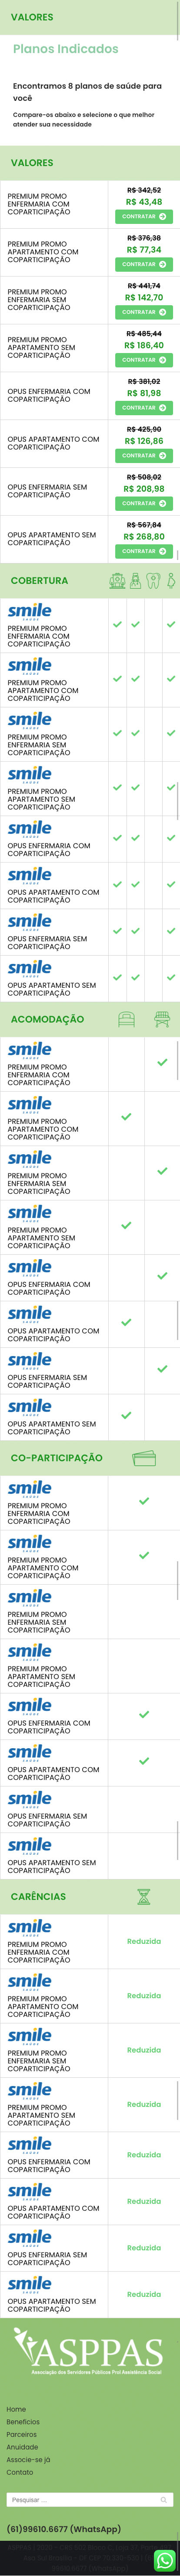 VALORES
Planos Indicados
Encontramos 8 planos de saúde para
você
Compare-os abaixo e selecione o que melhor
atender sua necessidade
VALORES
PREMIUM PROMO
ENFERMARIA COM
COPARTICIPAÇÃO
R$ 342,52
R$ 43,48
CONTRATAR
PREMIUM PROMO
APARTAMENTO COM
COPARTICIPAÇÃO
R$ 376,38
R$ 77,34
CONTRATAR
PREMIUM PROMO
ENFERMARIA SEM
COPARTICIPAÇÃO
R$ 441,74
R$ 142,70
CONTRATAR
PREMIUM PROMO
APARTAMENTO SEM
COPARTICIPAÇÃO
R$ 485,44
R$ 186,40
CONTRATAR
OPUS ENFERMARIA COM
COPARTICIPAÇÃO
R$ 381,02
R$ 81,98
CONTRATAR
OPUS APARTAMENTO COM
COPARTICIPAÇÃO
R$ 425,90
R$ 126,86
CONTRATAR
OPUS ENFERMARIA SEM
COPARTICIPAÇÃO
R$ 508,02
R$ 208,98
CONTRATAR
OPUS APARTAMENTO SEM
COPARTICIPAÇÃO
R$ 567,84
R$ 268,80
CONTRATAR
COBERTURA
smile
PREMIUM PROMO
ENFERMARIA COM
COPARTICIPAÇÃO
smile
PREMIUM PROMO
APARTAMENTO COM
COPARTICIPAÇÃO
smile
PREMIUM PROMO
ENFERMARIA SEM
COPARTICIPAÇÃO
smile
PREMIUM PROMO
APARTAMENTO SEM
COPARTICIPAÇÃO
smile
OPUS ENFERMARIA COM
COPARTICIPAÇÃO
smile
OPUS APARTAMENTO COM
COPARTICIPAÇÃO
smile
OPUS ENFERMARIA SEM
COPARTICIPAÇÃO
smile
OPUS APARTAMENTO SEM
COPARTICIPAÇÃO
ACOMODAÇÃO
smile
PREMIUM PROMO
ENFERMARIA COM
COPARTICIPAÇÃO
smile
PREMIUM PROMO
APARTAMENTO COM
COPARTICIPAÇÃO
smile
PREMIUM PROMO
ENFERMARIA SEM
COPARTICIPAÇÃO
smile
PREMIUM PROMO
APARTAMENTO SEM
COPARTICIPAÇÃO
smile
OPUS ENFERMARIA COM
COPARTICIPAÇÃO
smile
OPUS APARTAMENTO COM
COPARTICIPAÇÃO
smile
OPUS ENFERMARIA SEM
COPARTICIPAÇÃO
smile
OPUS APARTAMENTO SEM
COPARTICIPAÇÃO
CO-PARTICIPAÇÃO
smile
PREMIUM PROMO
ENFERMARIA COM
COPARTICIPAÇÃO
smile
PREMIUM PROMO
APARTAMENTO COM
COPARTICIPAÇÃO
smile
PREMIUM PROMO
ENFERMARIA SEM
COPARTICIPAÇÃO
smile
PREMIUM PROMO
APARTAMENTO SEM
COPARTICIPAÇÃO
smile
OPUS ENFERMARIA COM
COPARTICIPAÇÃO
smile
OPUS APARTAMENTO COM
COPARTICIPAÇÃO
smile
OPUS ENFERMARIA SEM
COPARTICIPAÇÃO
smile
OPUS APARTAMENTO SEM
COPARTICIPAÇÃO
CARÊNCIAS
smile
PREMIUM PROMO
ENFERMARIA COM
COPARTICIPAÇÃO
Reduzida
smile
PREMIUM PROMO
APARTAMENTO COM
COPARTICIPAÇÃO
Reduzida
smile
PREMIUM PROMO
ENFERMARIA SEM
COPARTICIPAÇÃO
Reduzida
smile
PREMIUM PROMO
APARTAMENTO SEM
COPARTICIPAÇÃO
Reduzida
smile
OPUS ENFERMARIA COM
COPARTICIPAÇÃO
Reduzida
smile
OPUS APARTAMENTO COM
COPARTICIPAÇÃO
Reduzida
smile
OPUS ENFERMARIA SEM
COPARTICIPAÇÃO
Reduzida
smile
OPUS APARTAMENTO SEM
COPARTICIPAÇÃO
Reduzida
ASPPAS
Associação dos Servidores Públicos Pró Assistência Social
Home
Benefícios
Parceiros
Anuidade
Associe-se já
Contato
Pesquisar ...
(61)99610.6677 (WhatsApp)